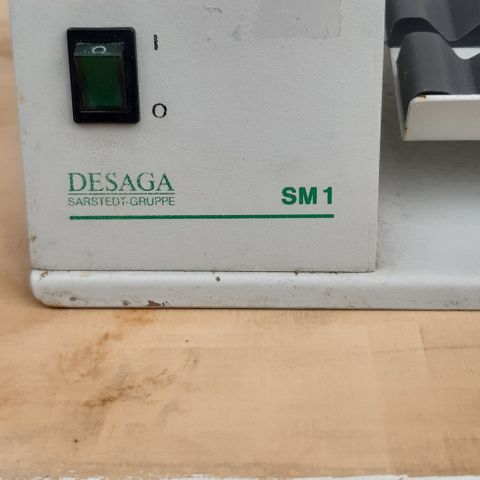 I
O
DESAGA
SARSTEDT-GRUPPE
SM 1